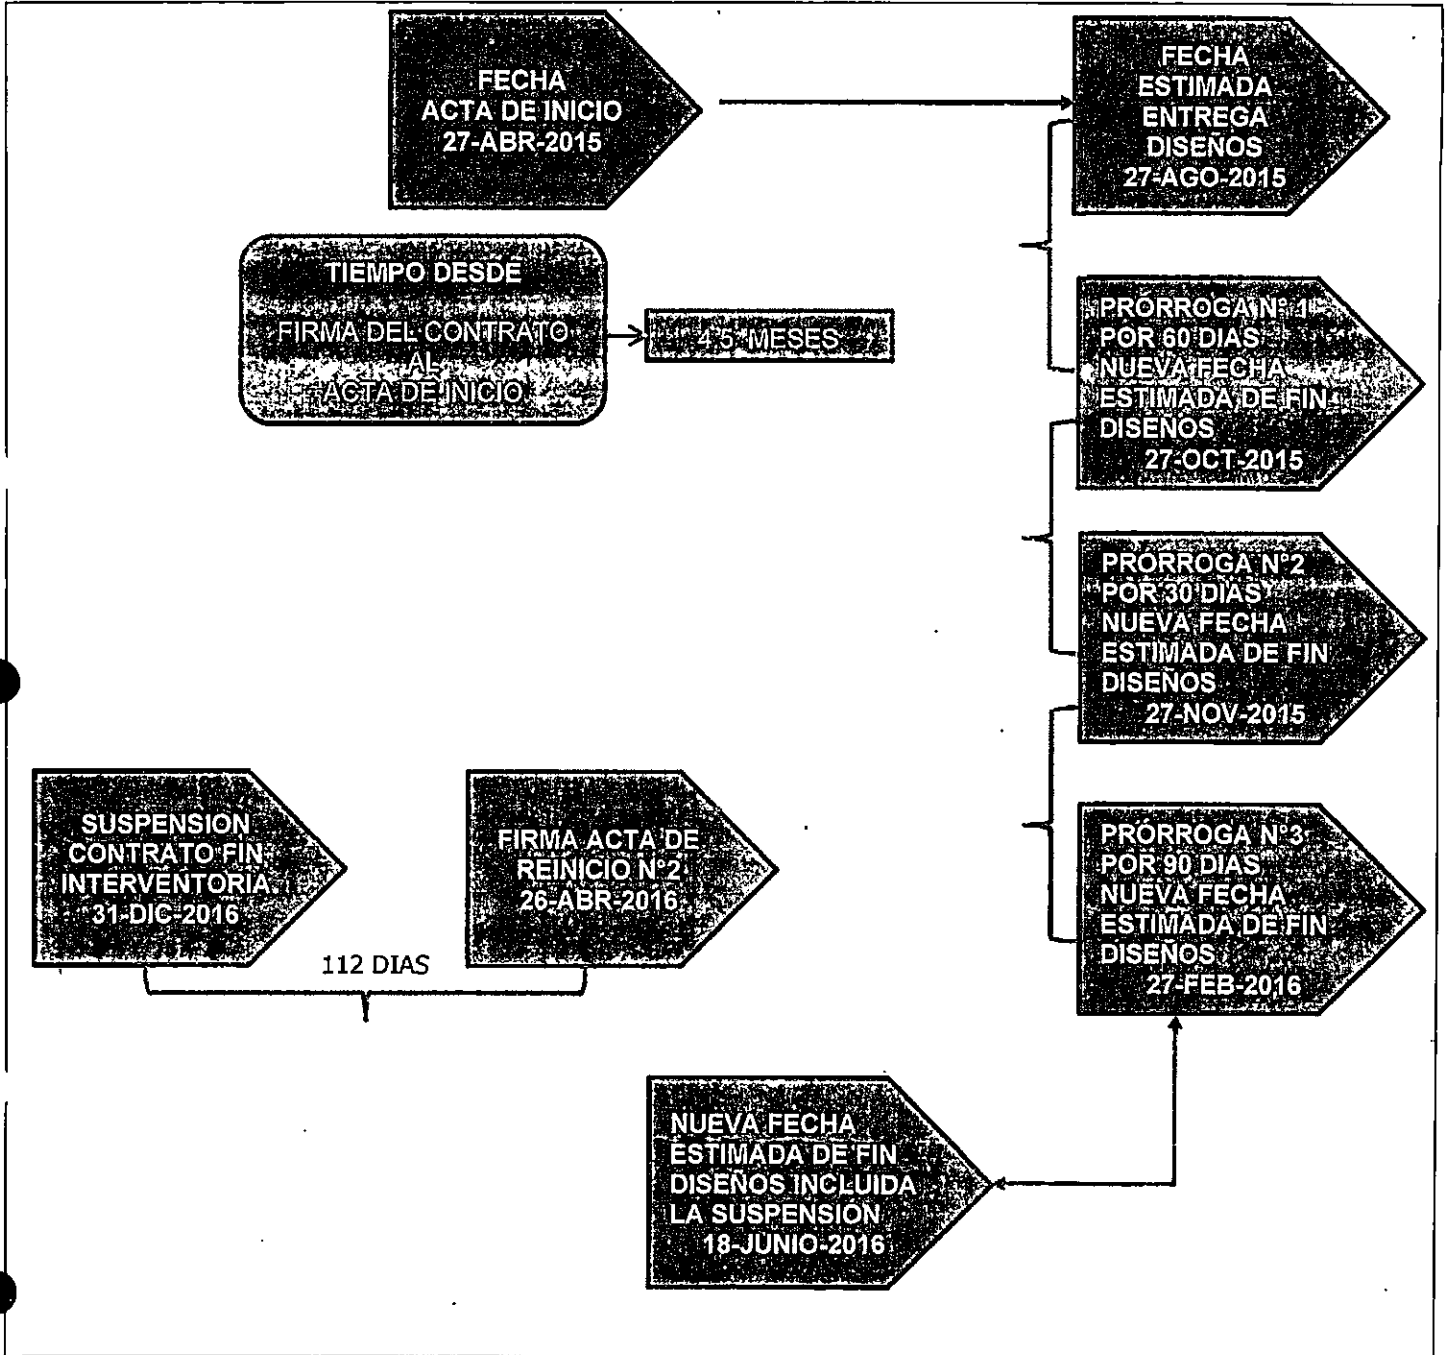 FECHA
ACTA DE INICIO
27-ABR-2015
FECHA
ESTIMADA
ENTREGA
DISEÑOS
27-AGO-2015
TIEMPO DESDE
FIRMA DEL CONTRATO
AL
ACTA DE INICIO
4.5 MESES
PRORROGA N° 1
POR 60 DIAS
NUEVA FECHA
ESTIMADA DE FIN
DISEÑOS
27-OCT-2015
PRORROGA N°2
POR 30 DIAS
NUEVA FECHA
ESTIMADA DE FIN
DISEÑOS
27-NOV-2015
SUSPENSION
CONTRATO FIN
INTERVENTORIA
31-DIC-2016
FIRMA ACTA DE
REINICIO N°2
26-ABR-2016
112 DIAS
PRÓRROGA N°3
POR 90 DIAS
NUEVA FECHA
ESTIMADA DE FIN
DISEÑOS
27-FEB-2016
NUEVA FECHA
ESTIMADA DE FIN
DISEÑOS INCLUIDA
LA SUSPENSIÓN
18-JUNIO-2016